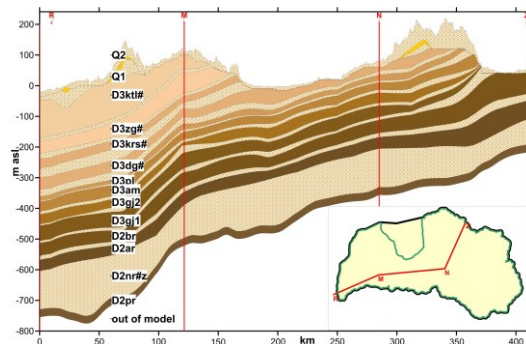 R M N
200
100
0
-100
-200
-300
-400
-500
-600
-700
-800
m asl.
Q2
Q1
D3ktl#
D3zg#
D3krs#
D3dg#
D3pl
D3am
D3gj2
D3gj1
D2br
D2ar
D2nr#z
D2pr
out of model
0 50 100 150 200 250 300 350 400
km
R
M
N